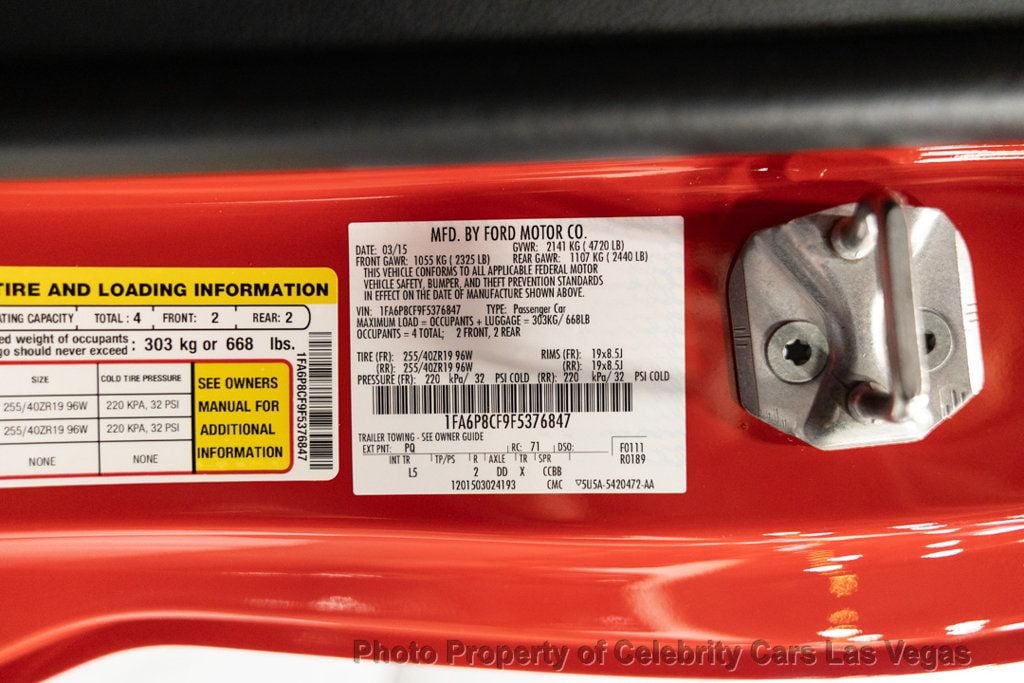 TIRE AND LOADING INFORMATION
ATING CAPACITY TOTAL : 4 FRONT: 2 REAR: 2
ed weight of occupants
go should never exceed : 303 kg or 668 lbs.
SIZE COLD TIRE PRESSURE
255/40ZR19 96W 220 KPA, 32 PSI
255/40ZR19 96W 220 KPA, 32 PSI
NONE NONE
SEE OWNERS
MANUAL FOR
ADDITIONAL
INFORMATION
1FA6P8CF9F5376847
MFD. BY FORD MOTOR CO.
DATE: 03/15 GVWR: 2141 KG ( 4720 LB)
FRONT GAWR: 1055 KG ( 2325 LB) REAR GAWR: 1107 KG ( 2440 LB)
THIS VEHICLE CONFORMS TO ALL APPLICABLE FEDERAL MOTOR
VEHICLE SAFETY, BUMPER, AND THEFT PREVENTION STANDARDS
IN EFFECT ON THE DATE OF MANUFACTURE SHOWN ABOVE.
VIN: 1FA6P8CF9F5376847 TYPE: Passenger Car
MAXIMUM LOAD = OCCUPANTS + LUGGAGE = 303KG/ 668LB
OCCUPANTS = 4 TOTAL; 2 FRONT, 2 REAR
TIRE (FR): 255/40ZR19 96W RIMS (FR): 19x8.5J
(RR): 255/40ZR19 96W (RR): 19x8.5J
PRESSURE (FR): 220 kPa/ 32 PSI COLD (RR): 220 kPa/ 32 PSI COLD
1FA6P8CF9F5376847
TRAILER TOWING - SEE OWNER GUIDE
EXT PNT: PQ RC: 71 DSO: F0111
INT TR TP/PS R AXLE TR SPR R0189
L5 2 DD X CCBB
1201503024193 CMC ▽5U5A-5420472-AA
Photo Property of Celebrity Cars Las Vegas